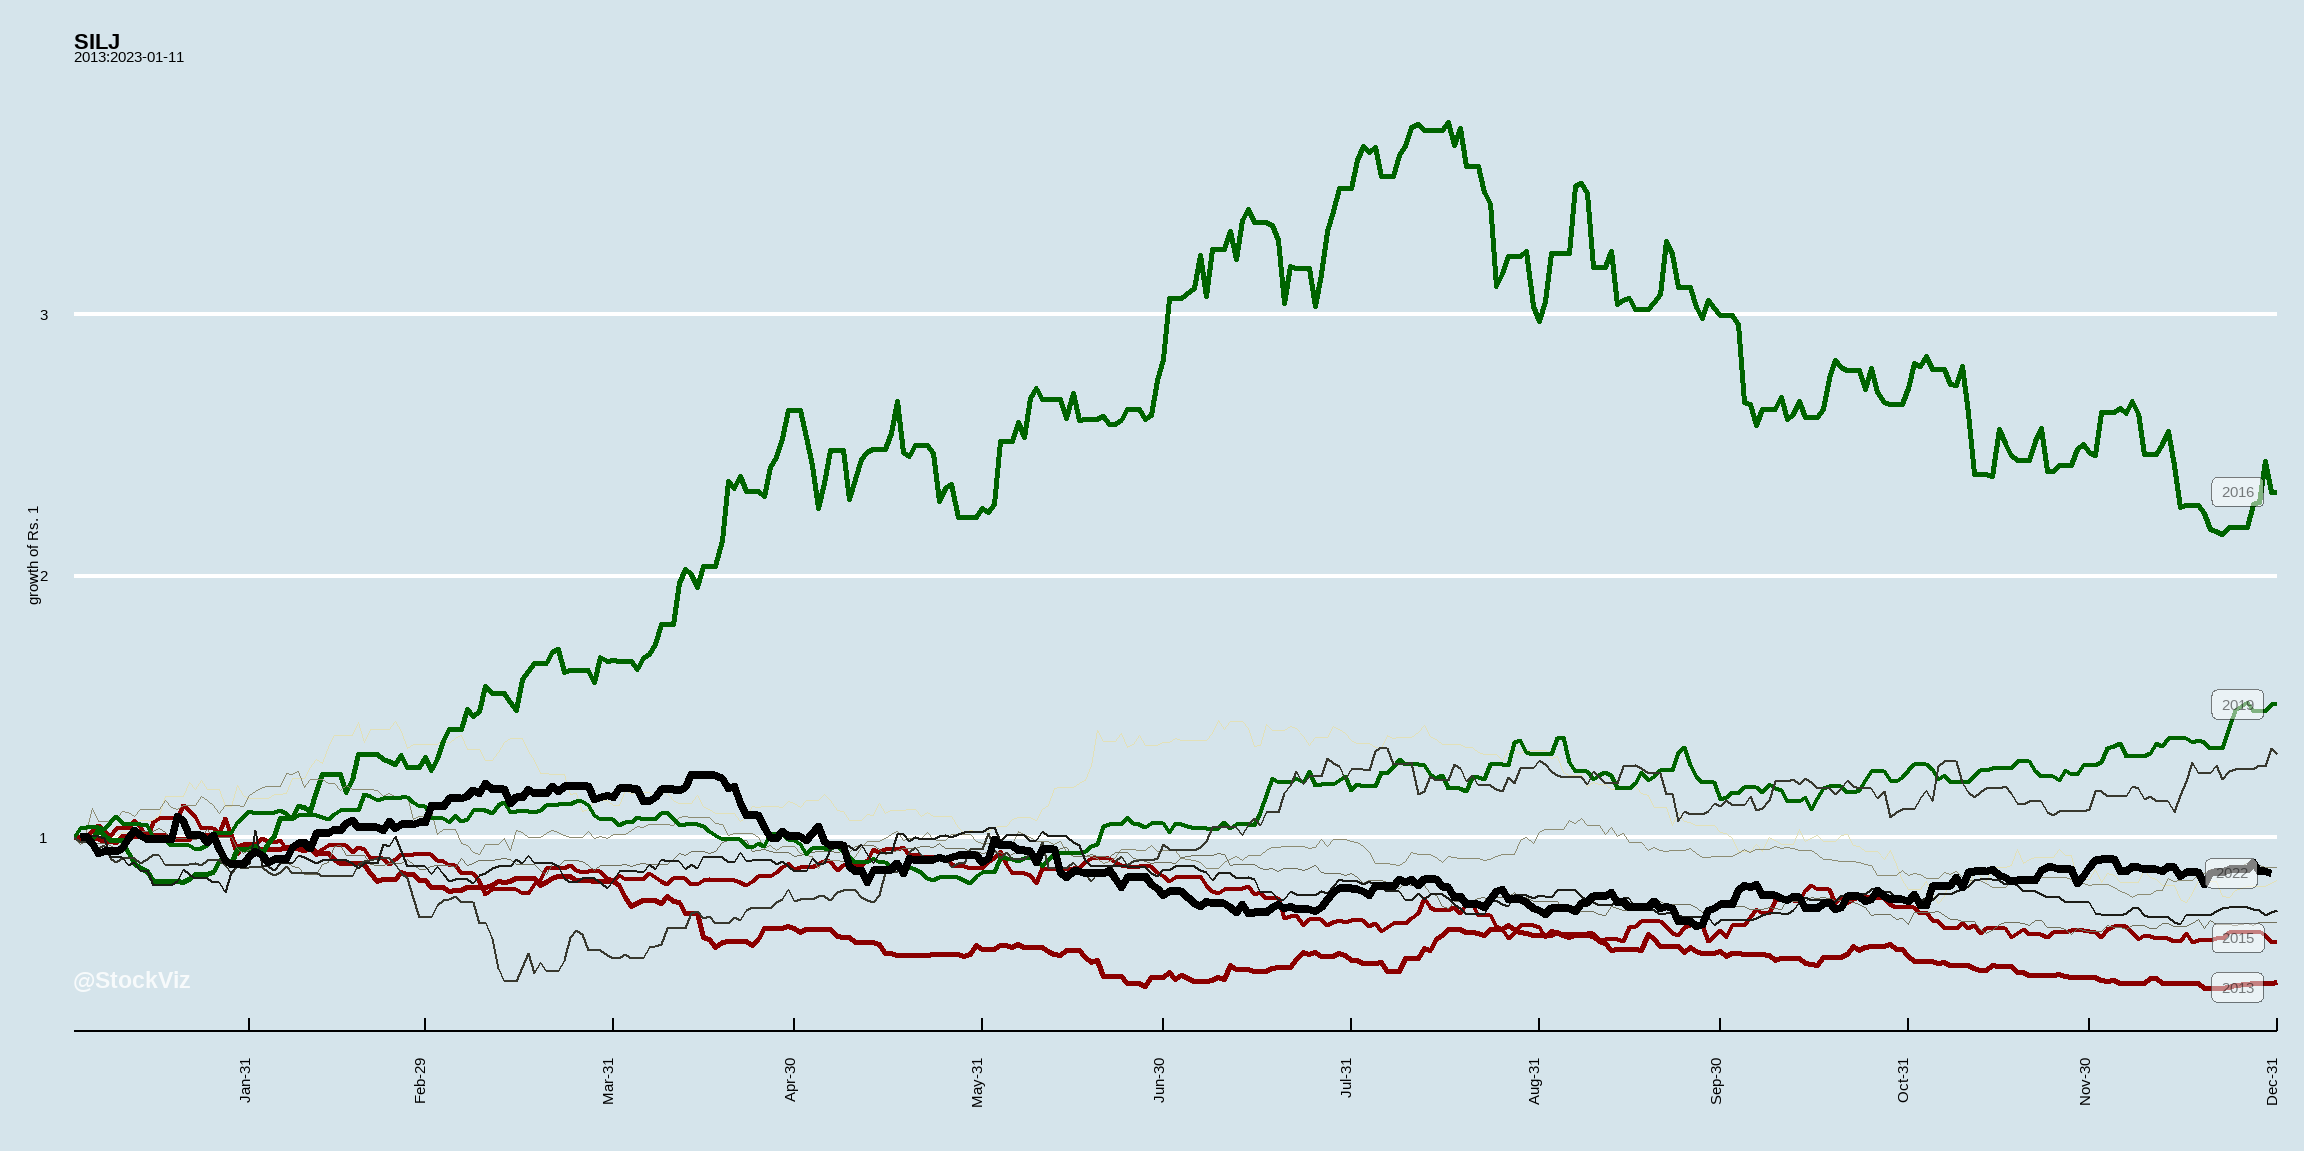 SILJ
2013:2023-01-11
growth of Rs. 1
3
2
1
2016
2019
2022
2015
2013
@StockViz
Jan-31
Feb-29
Mar-31
Apr-30
May-31
Jun-30
Jul-31
Aug-31
Sep-30
Oct-31
Nov-30
Dec-31